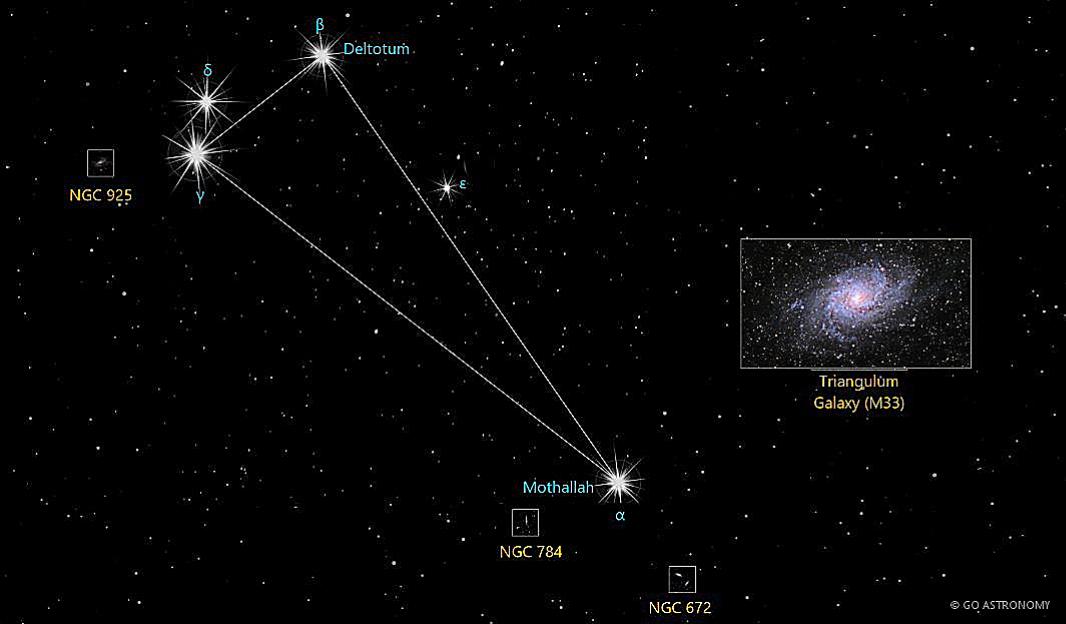 β
Deltotum
δ
NGC 925
γ
ε
Triangulum
Galaxy (M33)
Mothallah
α
NGC 784
NGC 672
© GO ASTRONOMY